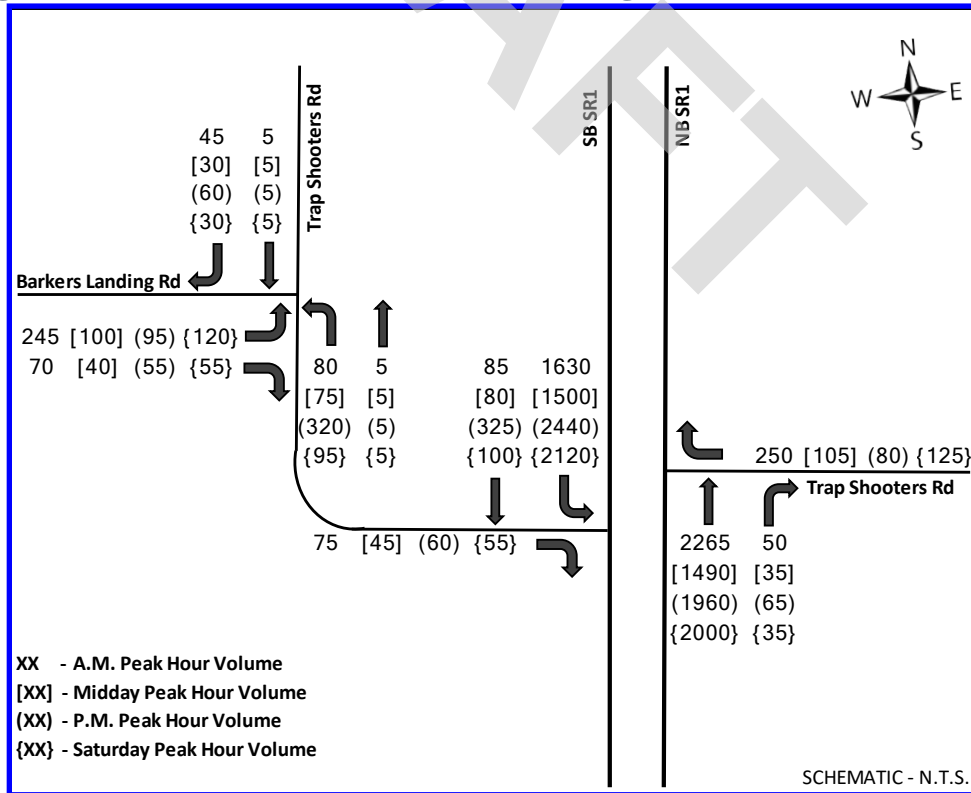 AFT
N
W E
S
Trap Shooters Rd
SB SR1
NB SR1
45 5
[30] [5]
(60) (5)
{30} {5}
Barkers Landing Rd
245 [100] (95) {120}
70 [40] (55) {55}
80 5
[75] [5]
(320) (5)
{95} {5}
85 1630
[80] [1500]
(325) (2440)
{100} {2120}
250 [105] (80) {125}
Trap Shooters Rd
75 [45] (60) {55}
2265 50
[1490] [35]
(1960) (65)
{2000} {35}
XX - A.M. Peak Hour Volume
[XX] - Midday Peak Hour Volume
(XX) - P.M. Peak Hour Volume
{XX} - Saturday Peak Hour Volume
SCHEMATIC - N.T.S.